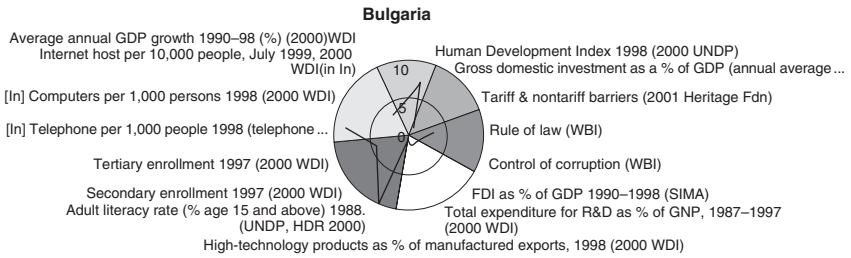 Bulgaria
Average annual GDP growth 1990–98 (%) (2000)WDI
Internet host per 10,000 people, July 1999, 2000
WDI(in In)
[In] Computers per 1,000 persons 1998 (2000 WDI)
[In] Telephone per 1,000 people 1998 (telephone ...
Tertiary enrollment 1997 (2000 WDI)
Secondary enrollment 1997 (2000 WDI)
Adult literacy rate (% age 15 and above) 1988.
(UNDP, HDR 2000)
High-technology products as % of manufactured exports, 1998 (2000 WDI)
10
5
0
Human Development Index 1998 (2000 UNDP)
Gross domestic investment as a % of GDP (annual average ...
Tariff & nontariff barriers (2001 Heritage Fdn)
Rule of law (WBI)
Control of corruption (WBI)
FDI as % of GDP 1990–1998 (SIMA)
Total expenditure for R&D as % of GNP, 1987–1997
(2000 WDI)